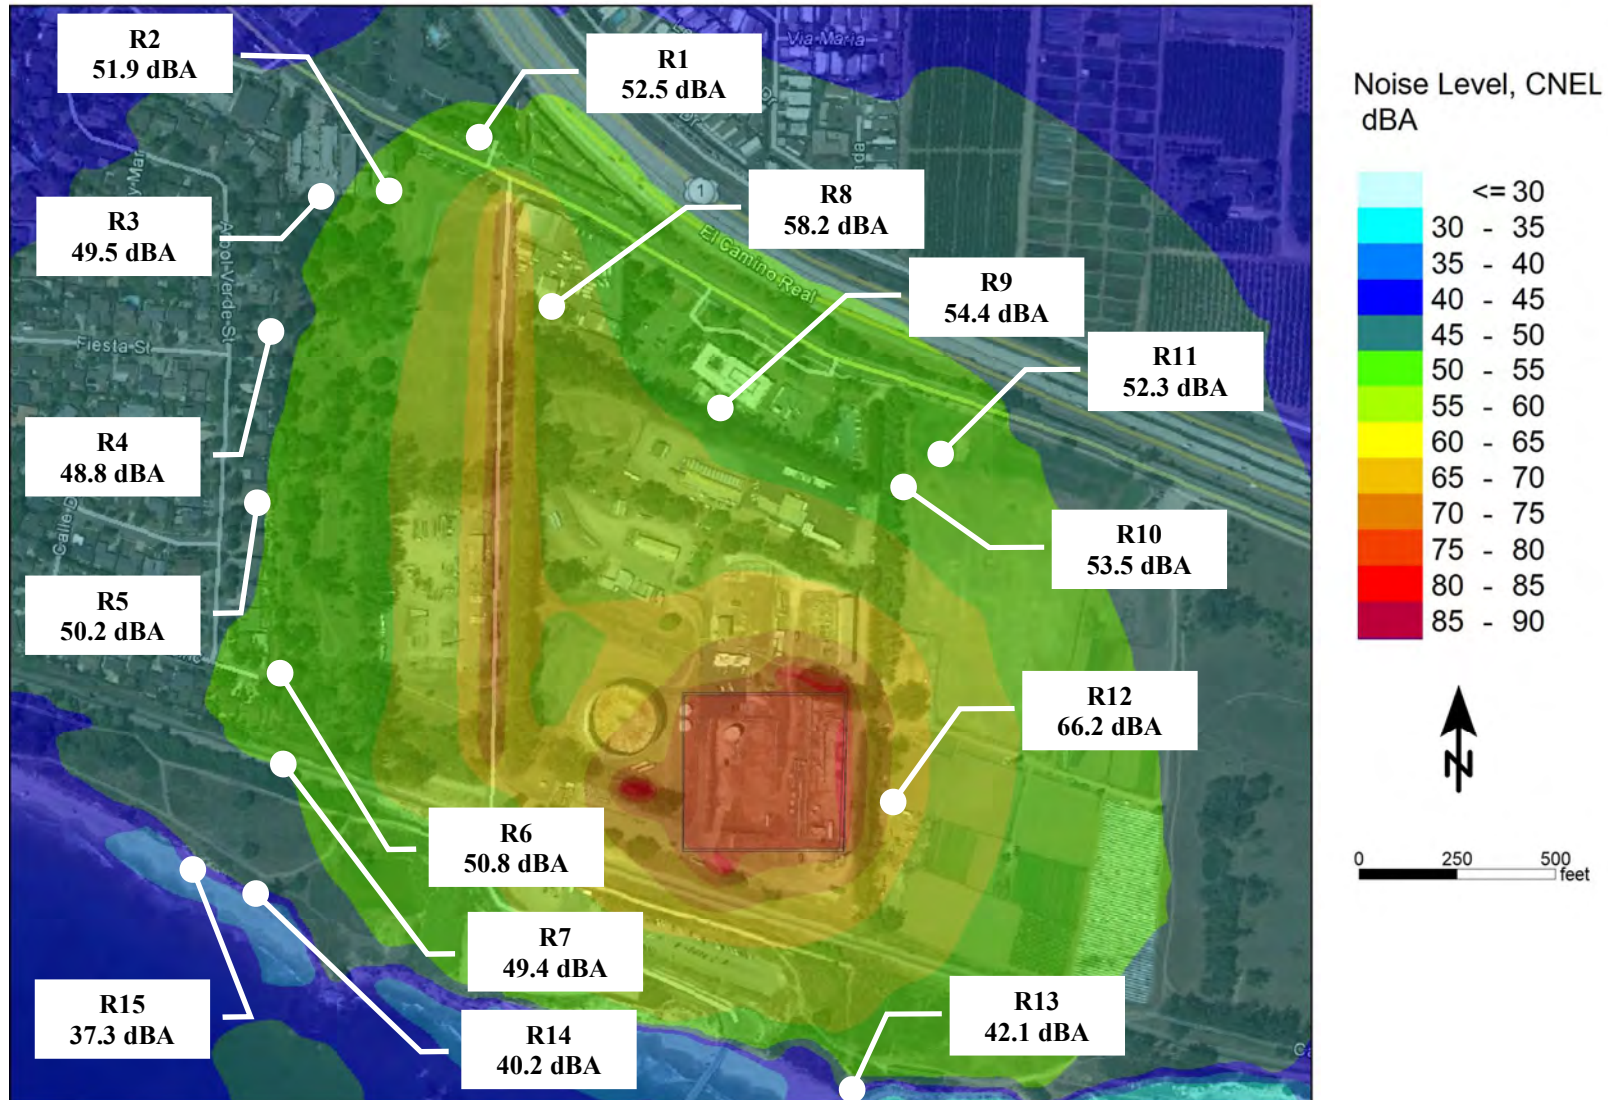 R2
51.9 dBA
R1
52.5 dBA
Via Maria
R3
49.5 dBA
R8
58.2 dBA
1
El Camino Real
R9
54.4 dBA
Arbol Verde St
Fiesta St
R11
52.3 dBA
R4
48.8 dBA
R10
53.5 dBA
R5
50.2 dBA
R12
66.2 dBA
R6
50.8 dBA
R7
49.4 dBA
R15
37.3 dBA
R14
40.2 dBA
R13
42.1 dBA
Noise Level, CNEL
dBA
<= 30
30 - 35
35 - 40
40 - 45
45 - 50
50 - 55
55 - 60
60 - 65
65 - 70
70 - 75
75 - 80
80 - 85
85 - 90
N
0 250 500
feet